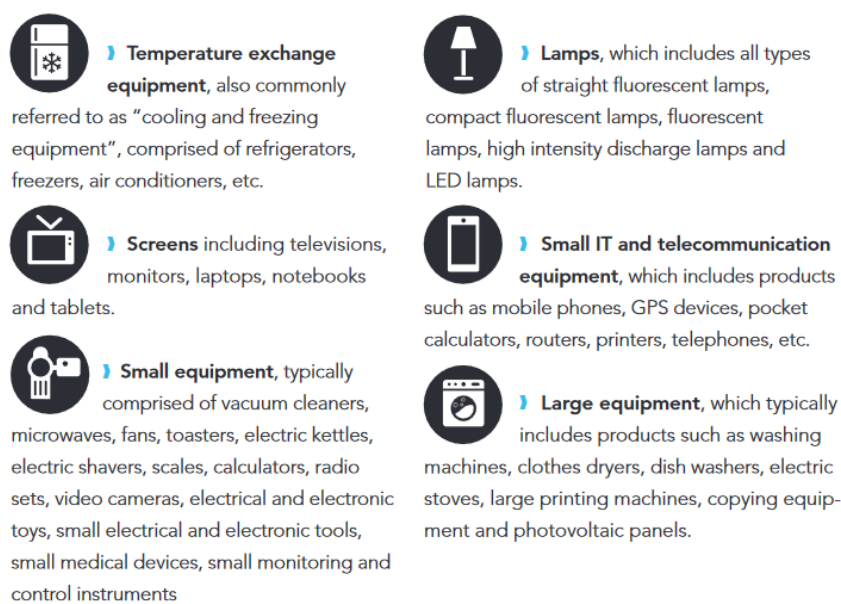 ❱ Temperature exchange
equipment, also commonly
referred to as “cooling and freezing
equipment”, comprised of refrigerators,
freezers, air conditioners, etc.
❱ Screens including televisions,
monitors, laptops, notebooks
and tablets.
❱ Small equipment, typically
comprised of vacuum cleaners,
microwaves, fans, toasters, electric kettles,
electric shavers, scales, calculators, radio
sets, video cameras, electrical and electronic
toys, small electrical and electronic tools,
small medical devices, small monitoring and
control instruments
❱ Lamps, which includes all types
of straight fluorescent lamps,
compact fluorescent lamps, fluorescent
lamps, high intensity discharge lamps and
LED lamps.
❱ Small IT and telecommunication
equipment, which includes products
such as mobile phones, GPS devices, pocket
calculators, routers, printers, telephones, etc.
❱ Large equipment, which typically
includes products such as washing
machines, clothes dryers, dish washers, electric
stoves, large printing machines, copying equip-
ment and photovoltaic panels.